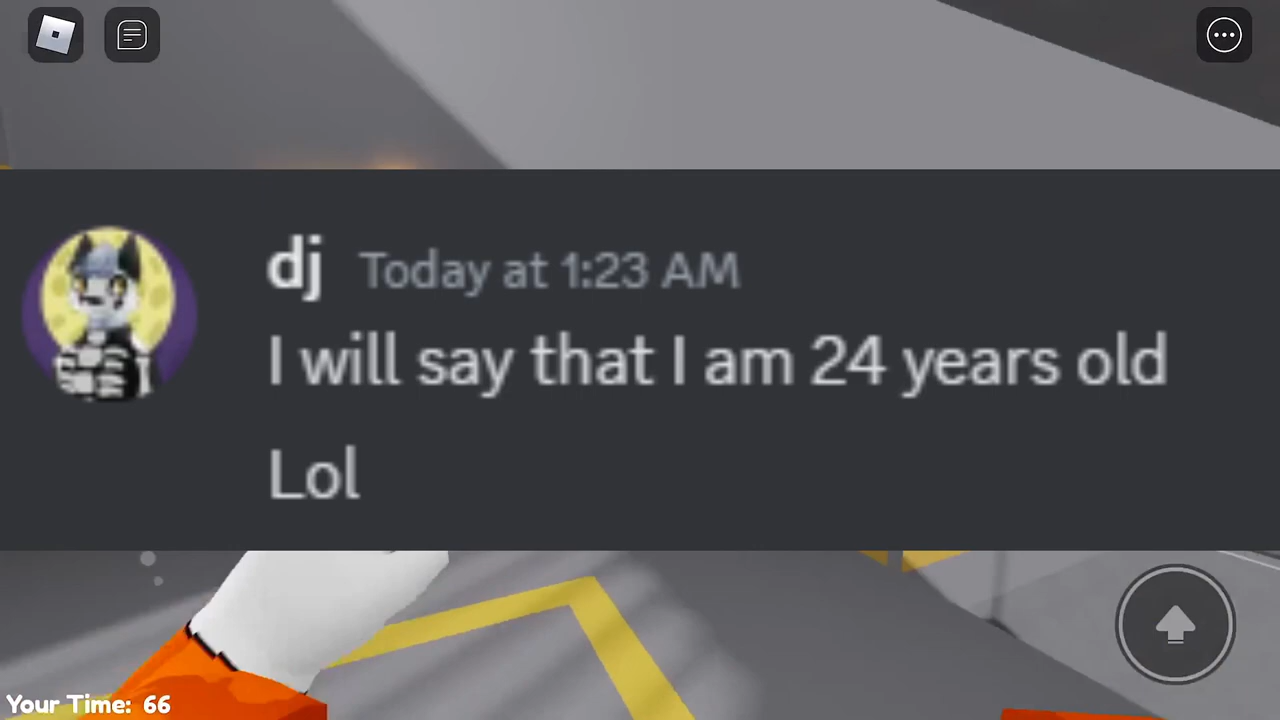 dj Today at 1:23 AM
I will say that I am 24 years old
Lol
Your Time: 66